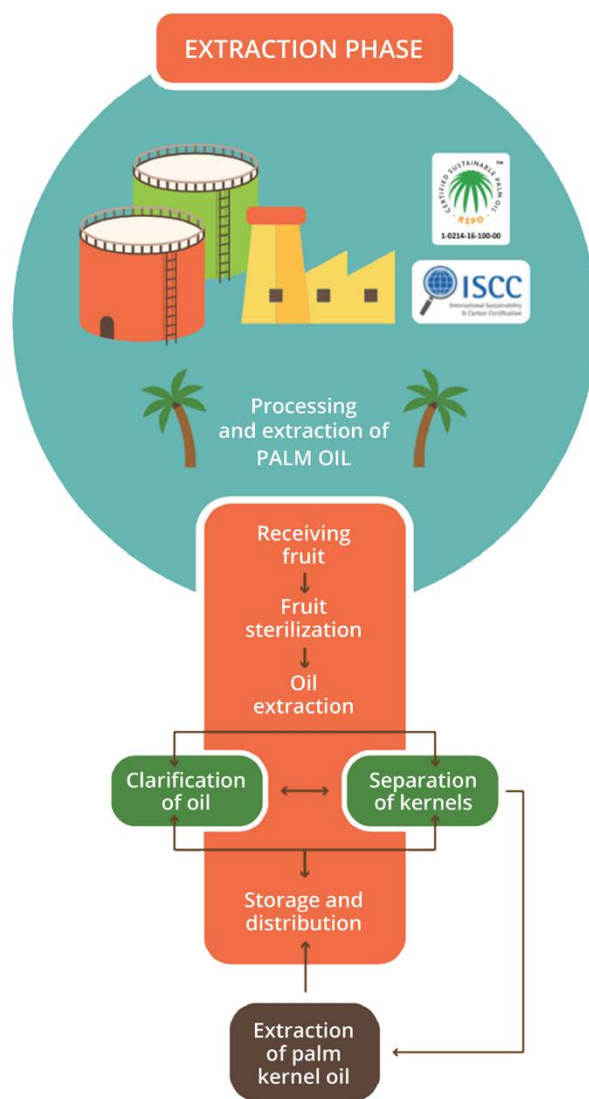 EXTRACTION PHASE
CERTIFIED SUSTAINABLE PALM OIL
TM
RSPO
1-0214-16-100-00
ISCC
International Sustainability
& Carbon Certification
Processing
and extraction of
PALM OIL
Receiving
fruit
Fruit
sterilization
Oil
extraction
Clarification
of oil
Separation
of kernels
Storage and
distribution
Extraction
of palm
kernel oil